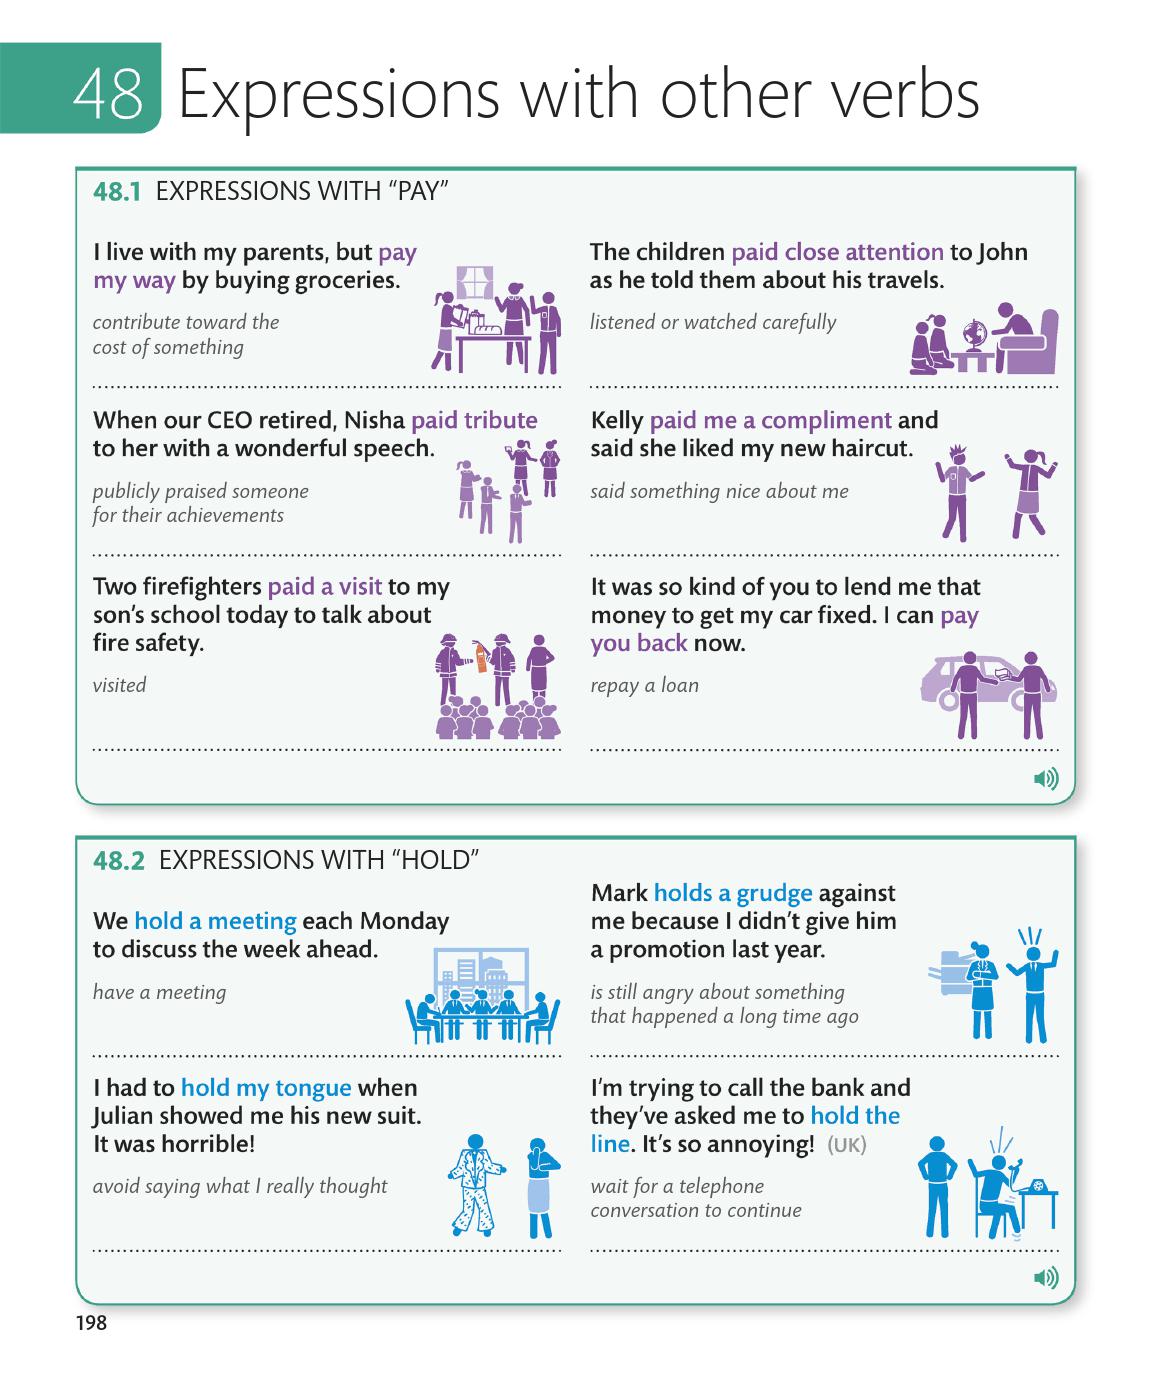 48 Expressions with other verbs
48.1 EXPRESSIONS WITH “PAY”
I live with my parents, but pay
my way by buying groceries.
contribute toward the
cost of something
The children paid close attention to John
as he told them about his travels.
listened or watched carefully
When our CEO retired, Nisha paid tribute
to her with a wonderful speech.
publicly praised someone
for their achievements
Kelly paid me a compliment and
said she liked my new haircut.
said something nice about me
Two firefighters paid a visit to my
son’s school today to talk about
fire safety.
visited
It was so kind of you to lend me that
money to get my car fixed. I can pay
you back now.
repay a loan
48.2 EXPRESSIONS WITH “HOLD”
We hold a meeting each Monday
to discuss the week ahead.
have a meeting
Mark holds a grudge against
me because I didn’t give him
a promotion last year.
is still angry about something
that happened a long time ago
I had to hold my tongue when
Julian showed me his new suit.
It was horrible!
avoid saying what I really thought
I’m trying to call the bank and
they’ve asked me to hold the
line. It’s so annoying! (UK)
wait for a telephone
conversation to continue
198